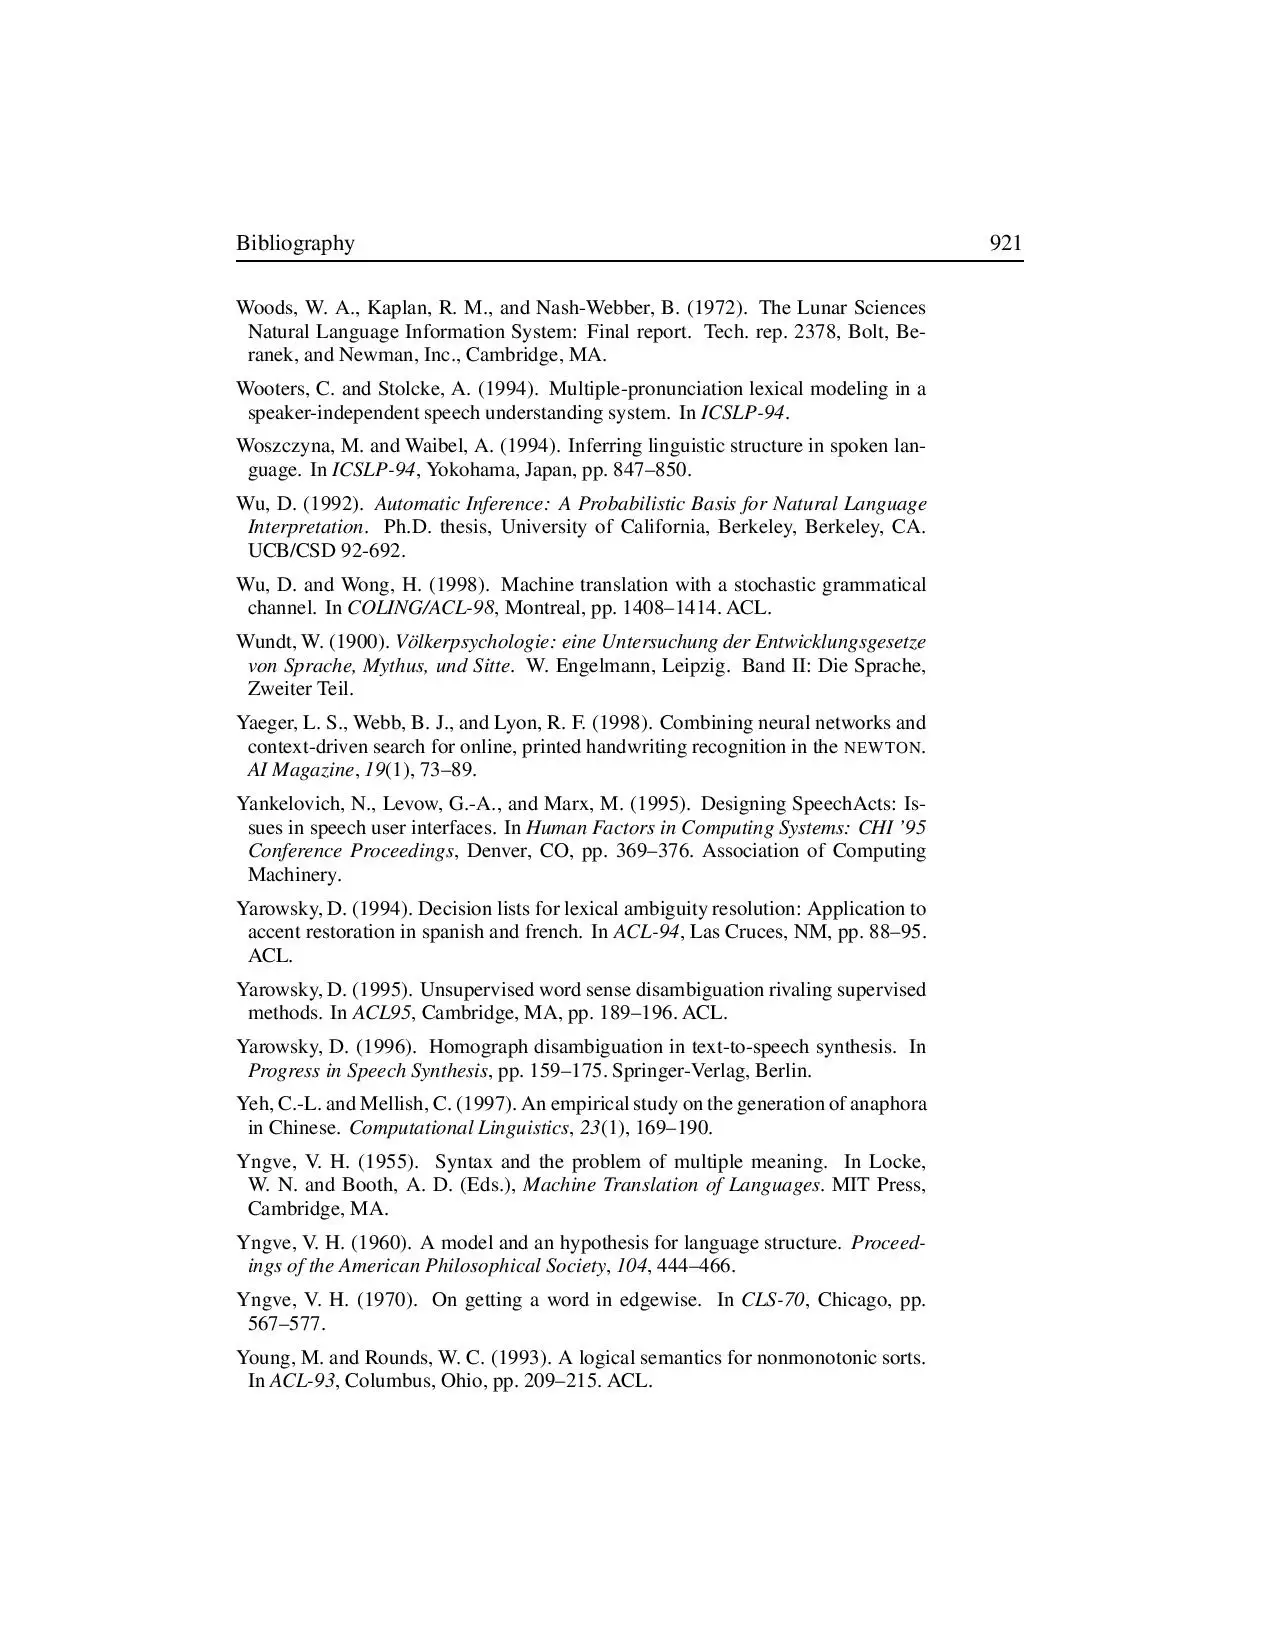 Bibliography 921
Woods, W. A., Kaplan, R. M., and Nash-Webber, B. (1972). The Lunar Sciences
Natural Language Information System: Final report. Tech. rep. 2378, Bolt, Be-
ranek, and Newman, Inc., Cambridge, MA.
Wooters, C. and Stolcke, A. (1994). Multiple-pronunciation lexical modeling in a
speaker-independent speech understanding system. In ICSLP-94.
Woszczyna, M. and Waibel, A. (1994). Inferring linguistic structure in spoken lan-
guage. In ICSLP-94, Yokohama, Japan, pp. 847–850.
Wu, D. (1992). Automatic Inference: A Probabilistic Basis for Natural Language
Interpretation. Ph.D. thesis, University of California, Berkeley, Berkeley, CA.
UCB/CSD 92-692.
Wu, D. and Wong, H. (1998). Machine translation with a stochastic grammatical
channel. In COLING/ACL-98, Montreal, pp. 1408–1414. ACL.
Wundt, W. (1900). Völkerpsychologie: eine Untersuchung der Entwicklungsgesetze
von Sprache, Mythus, und Sitte. W. Engelmann, Leipzig. Band II: Die Sprache,
Zweiter Teil.
Yaeger, L. S., Webb, B. J., and Lyon, R. F. (1998). Combining neural networks and
context-driven search for online, printed handwriting recognition in the NEWTON.
AI Magazine, 19(1), 73–89.
Yankelovich, N., Levow, G.-A., and Marx, M. (1995). Designing SpeechActs: Is-
sues in speech user interfaces. In Human Factors in Computing Systems: CHI ’95
Conference Proceedings, Denver, CO, pp. 369–376. Association of Computing
Machinery.
Yarowsky, D. (1994). Decision lists for lexical ambiguity resolution: Application to
accent restoration in spanish and french. In ACL-94, Las Cruces, NM, pp. 88–95.
ACL.
Yarowsky, D. (1995). Unsupervised word sense disambiguation rivaling supervised
methods. In ACL95, Cambridge, MA, pp. 189–196. ACL.
Yarowsky, D. (1996). Homograph disambiguation in text-to-speech synthesis. In
Progress in Speech Synthesis, pp. 159–175. Springer-Verlag, Berlin.
Yeh, C.-L. and Mellish, C. (1997). An empirical study on the generation of anaphora
in Chinese. Computational Linguistics, 23(1), 169–190.
Yngve, V. H. (1955). Syntax and the problem of multiple meaning. In Locke,
W. N. and Booth, A. D. (Eds.), Machine Translation of Languages. MIT Press,
Cambridge, MA.
Yngve, V. H. (1960). A model and an hypothesis for language structure. Proceed-
ings of the American Philosophical Society, 104, 444–466.
Yngve, V. H. (1970). On getting a word in edgewise. In CLS-70, Chicago, pp.
567–577.
Young, M. and Rounds, W. C. (1993). A logical semantics for nonmonotonic sorts.
In ACL-93, Columbus, Ohio, pp. 209–215. ACL.